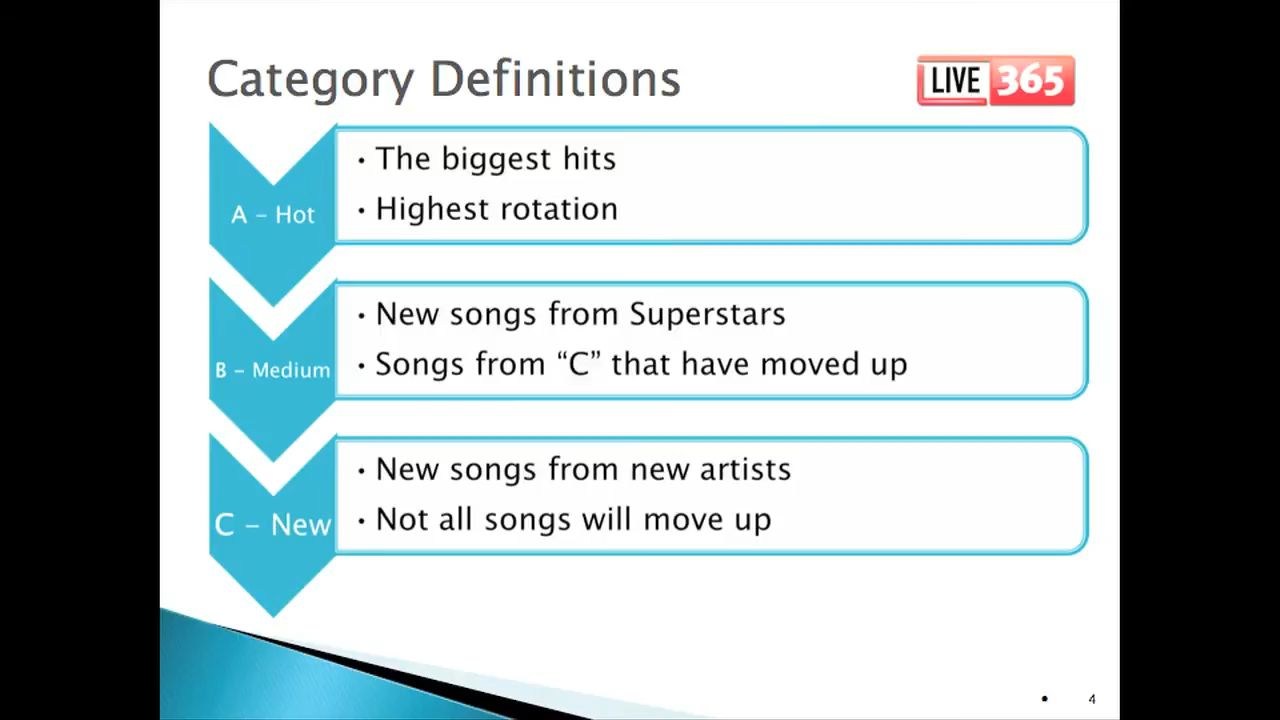 Category Definitions
LIVE 365
A – Hot
• The biggest hits
• Highest rotation
B – Medium
• New songs from Superstars
• Songs from “C” that have moved up
C – New
• New songs from new artists
• Not all songs will move up
• 4